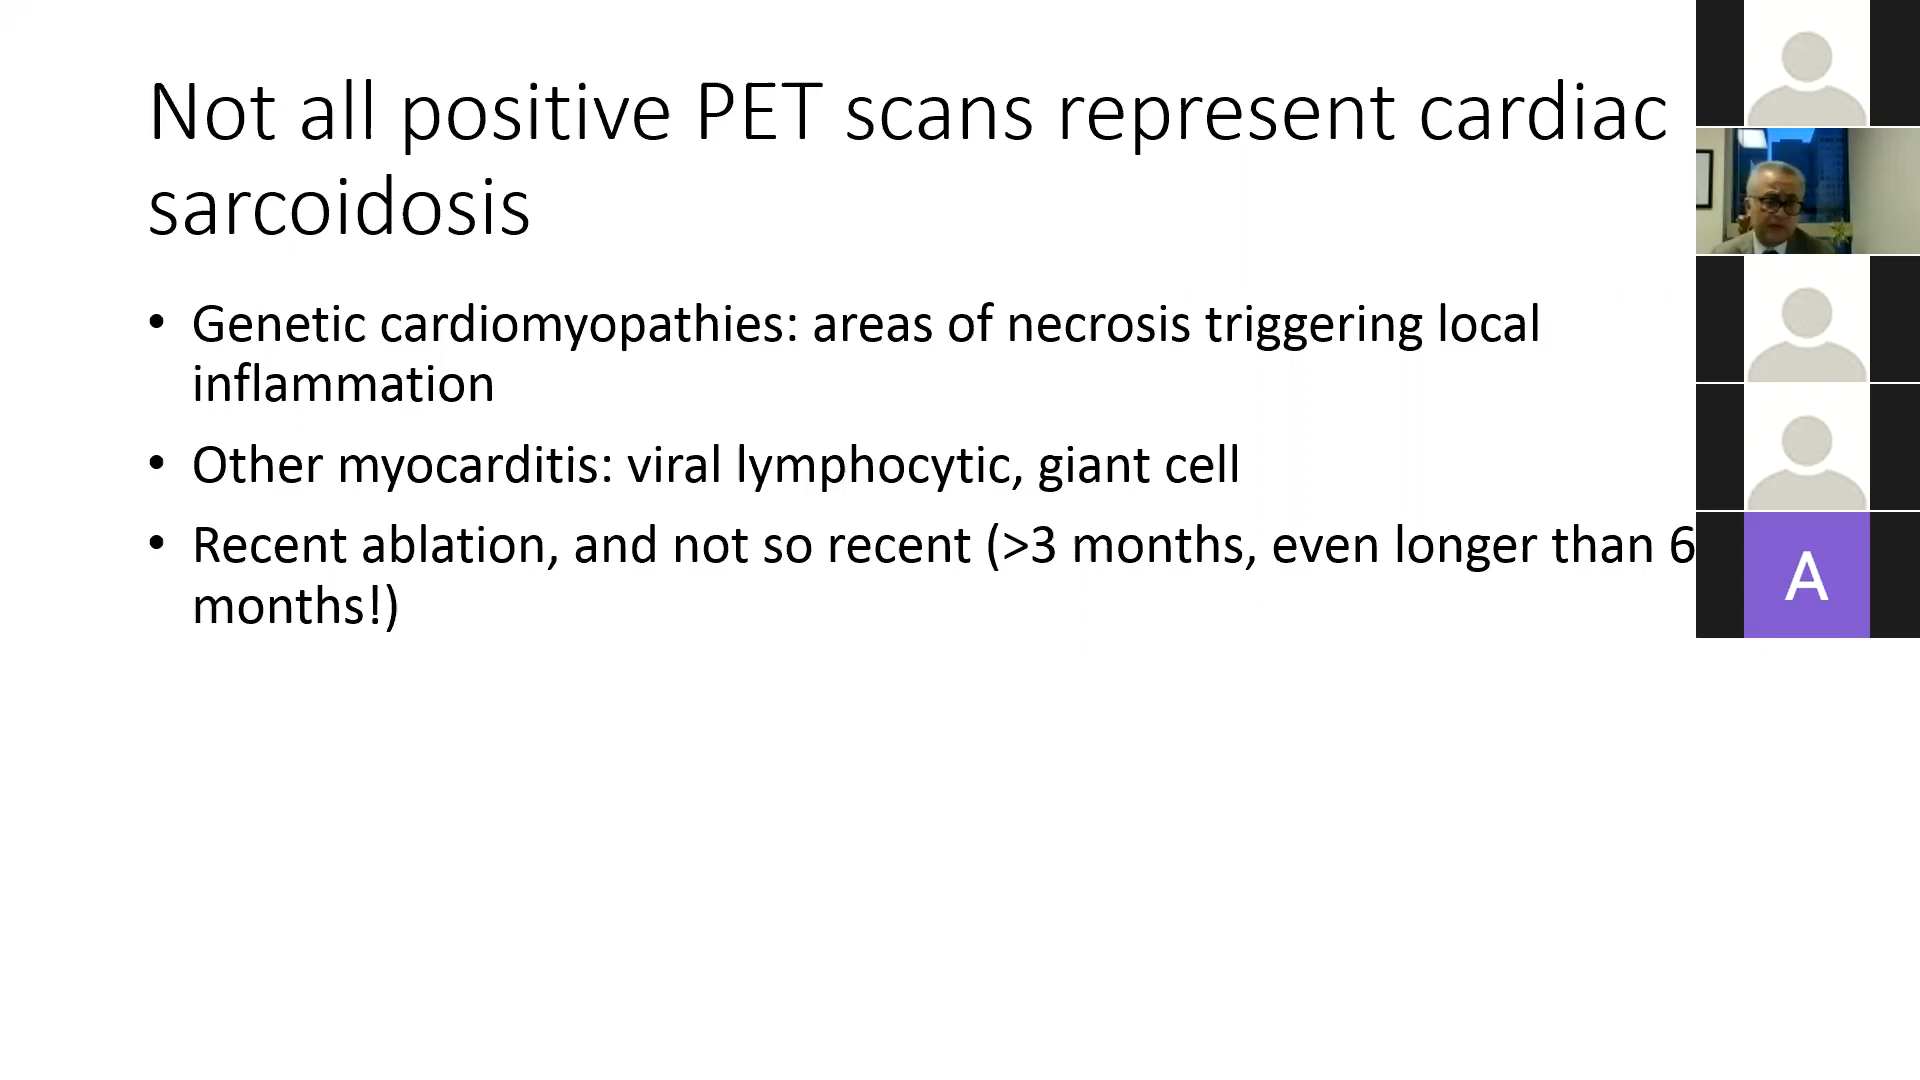 Not all positive PET scans represent cardiac
sarcoidosis
• Genetic cardiomyopathies: areas of necrosis triggering local
inflammation
• Other myocarditis: viral lymphocytic, giant cell
• Recent ablation, and not so recent (>3 months, even longer than 6
months!)
A